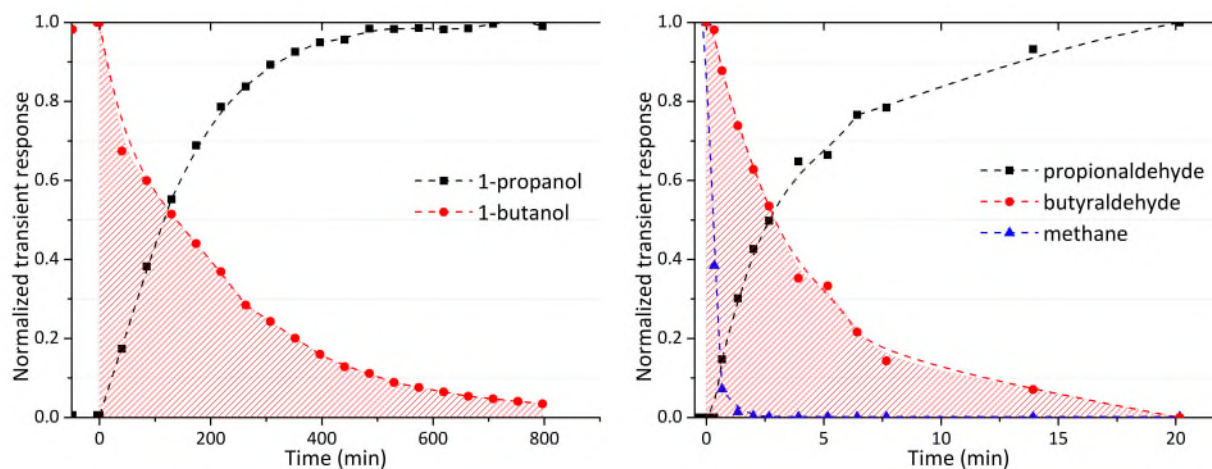 Normalized transient response
1.0
0.8
0.6
0.4
0.2
0.0
1-propanol
1-butanol
0
200
400
600
800
Time (min)
Normalized transient response
1.0
0.8
0.6
0.4
0.2
0.0
propionaldehyde
butyraldehyde
methane
0
5
10
15
20
Time (min)